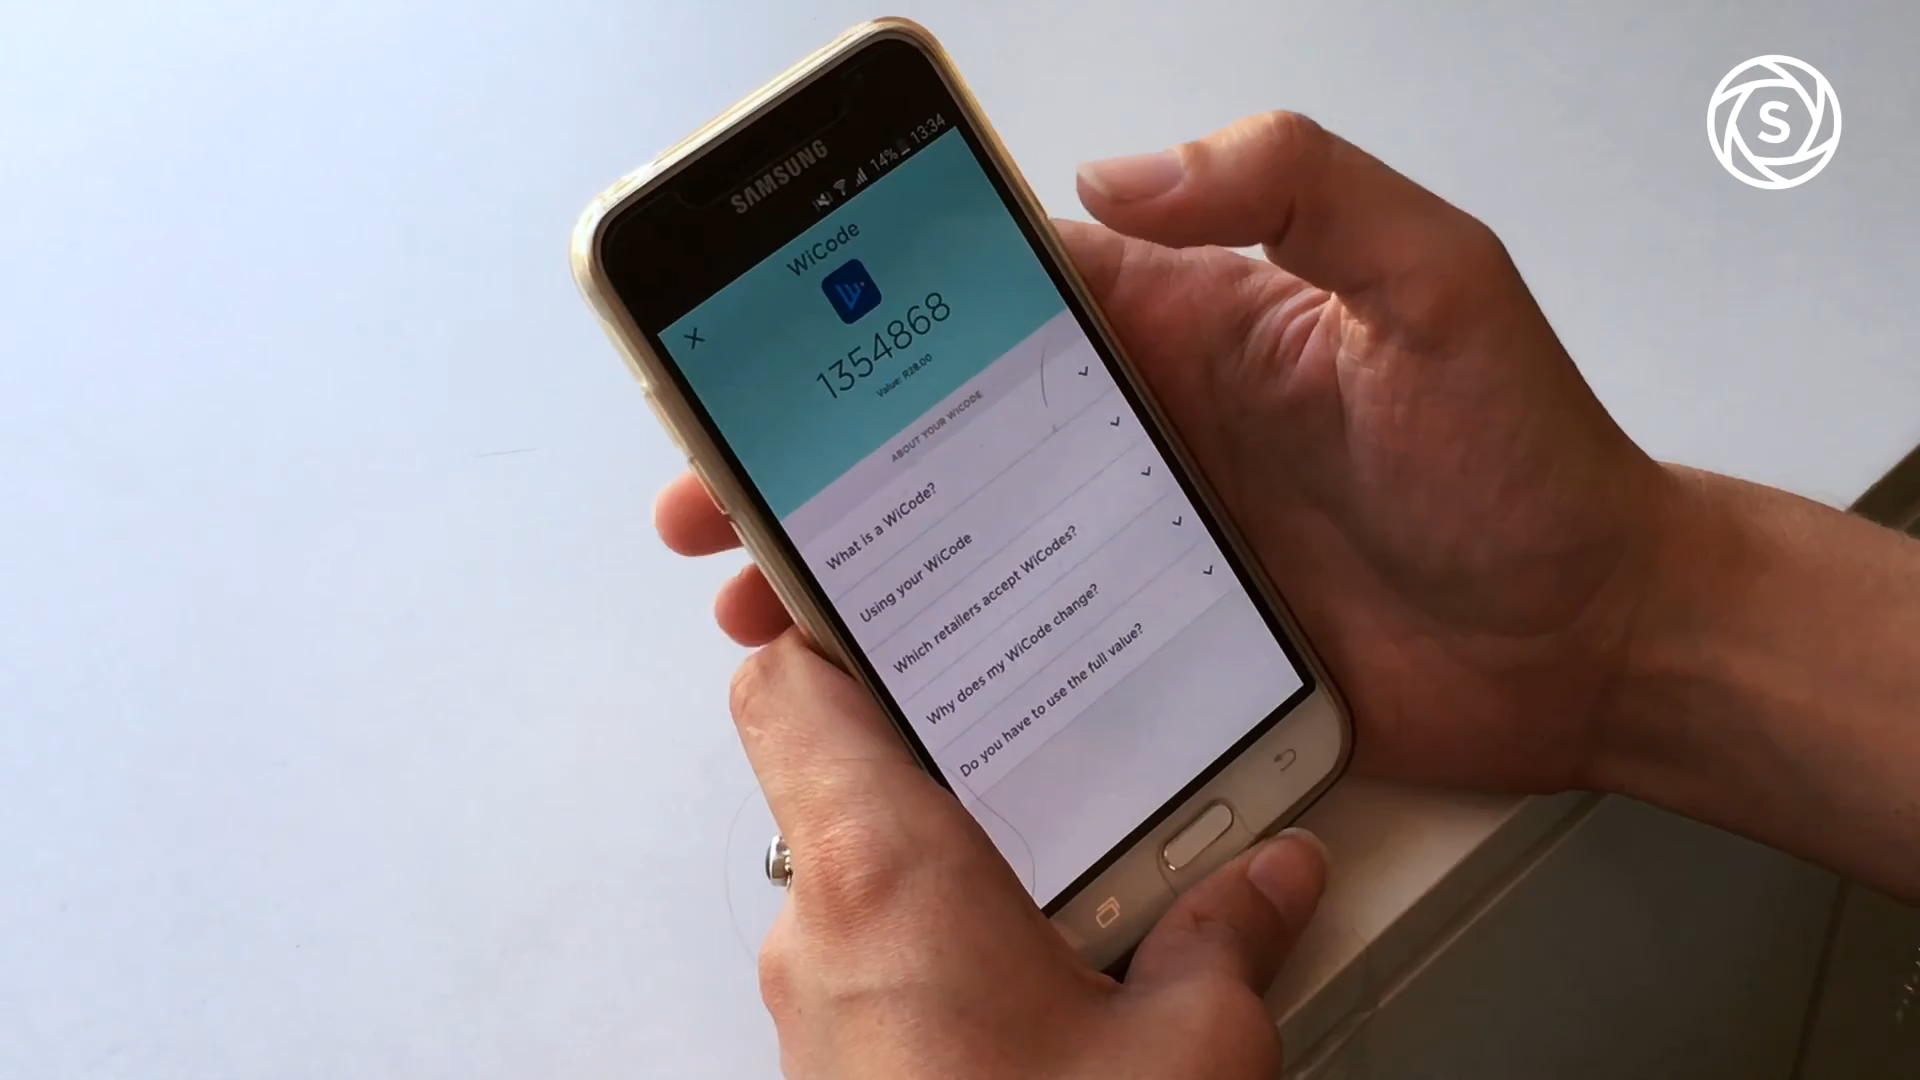 S
SAMSUNG
14% 13:34
WiCode
1354868
Value: R28.00
ABOUT YOUR WICODE
What is a WiCode?
Using your WiCode
Which retailers accept WiCodes?
Why does my WiCode change?
Do you have to use the full value?